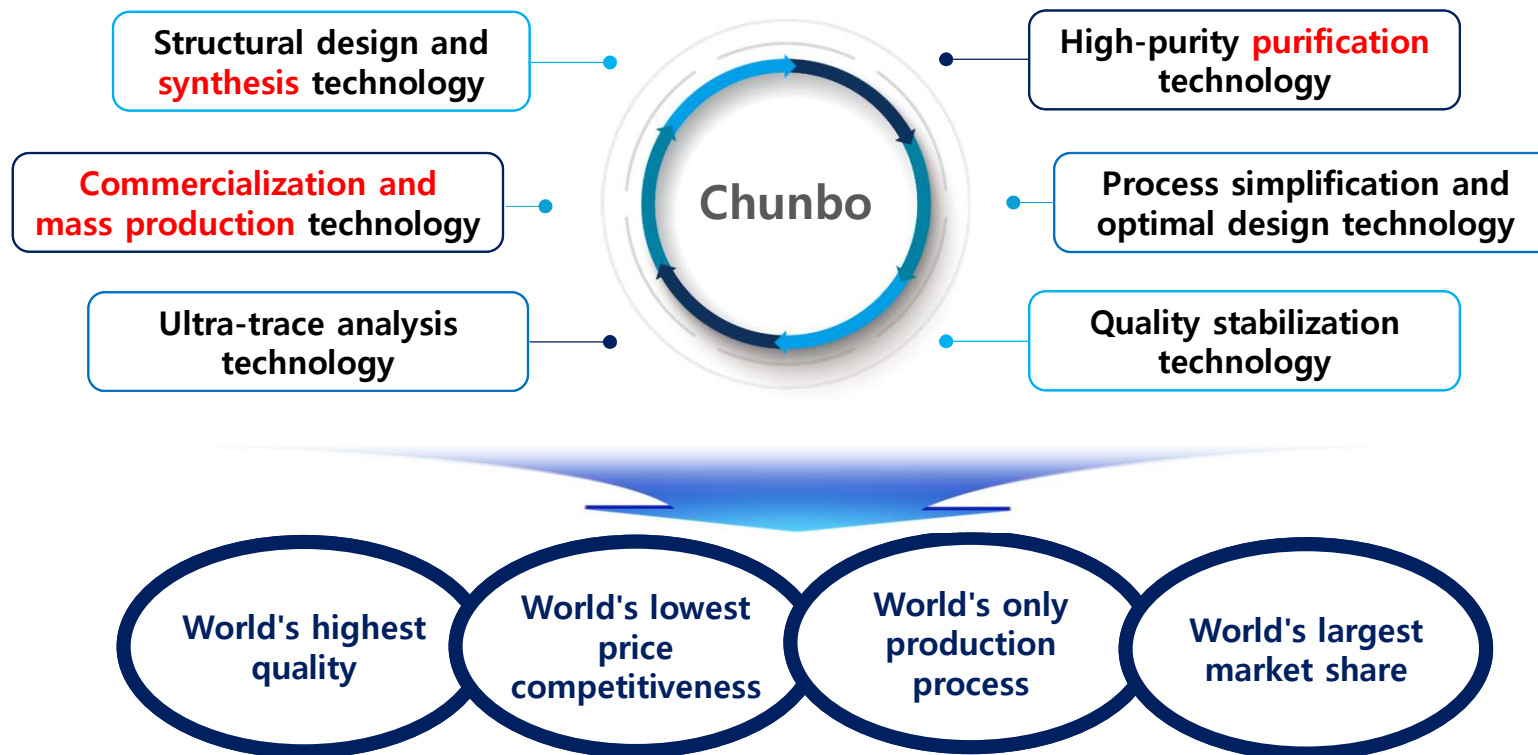 Structural design and
synthesis technology
High-purity purification
technology
Commercialization and
mass production technology
Chunbo
Process simplification and
optimal design technology
Ultra-trace analysis
technology
Quality stabilization
technology
World's highest
quality
World's lowest
price
competitiveness
World's only
production
process
World's largest
market share